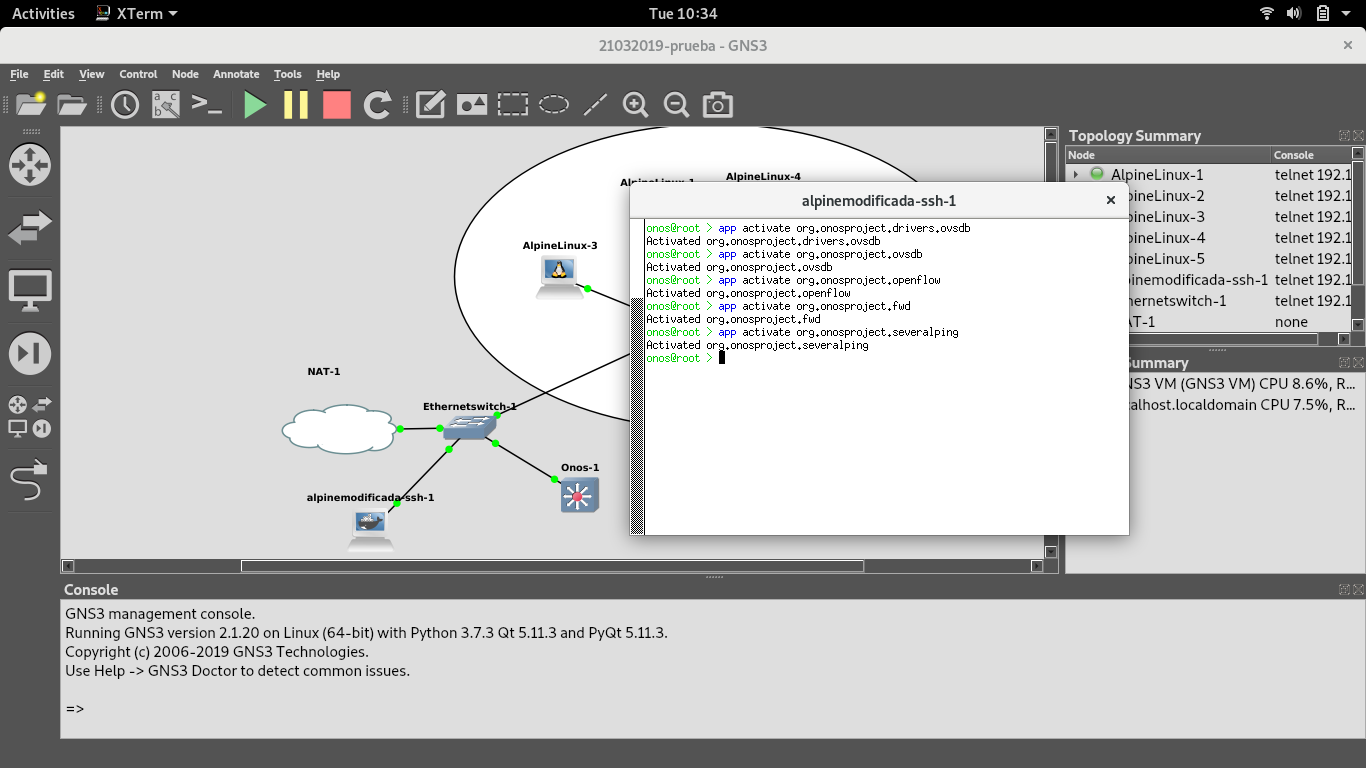 Activities XTerm Tue 10:34
21032019-prueba - GNS3
File Edit View Control Node Annotate Tools Help
Topology Summary
Node Console
AlpineLinux-1 telnet 192.1
AlpineLinux-2 telnet 192.1
AlpineLinux-3 telnet 192.1
AlpineLinux-4 telnet 192.1
AlpineLinux-5 telnet 192.1
pinemodificada-ssh-1 telnet 192.1
hernetswitch-1 telnet 192.1
AT-1 none
Summary
NS3 VM (GNS3 VM) CPU 8.6%, R...
calhost.localdomain CPU 7.5%, R...
AlpineLinux-1
AlpineLinux-4
AlpineLinux-3
NAT-1
Ethernetswitch-1
Onos-1
alpinemodificada-ssh-1
alpinemodificada-ssh-1
onos@root > app activate org.onosproject.drivers.ovsdb
Activated org.onosproject.drivers.ovsdb
onos@root > app activate org.onosproject.ovsdb
Activated org.onosproject.ovsdb
onos@root > app activate org.onosproject.openflow
Activated org.onosproject.openflow
onos@root > app activate org.onosproject.fwd
Activated org.onosproject.fwd
onos@root > app activate org.onosproject.severalping
Activated org.onosproject.severalping
onos@root >
Console
GNS3 management console.
Running GNS3 version 2.1.20 on Linux (64-bit) with Python 3.7.3 Qt 5.11.3 and PyQt 5.11.3.
Copyright (c) 2006-2019 GNS3 Technologies.
Use Help -> GNS3 Doctor to detect common issues.
=>